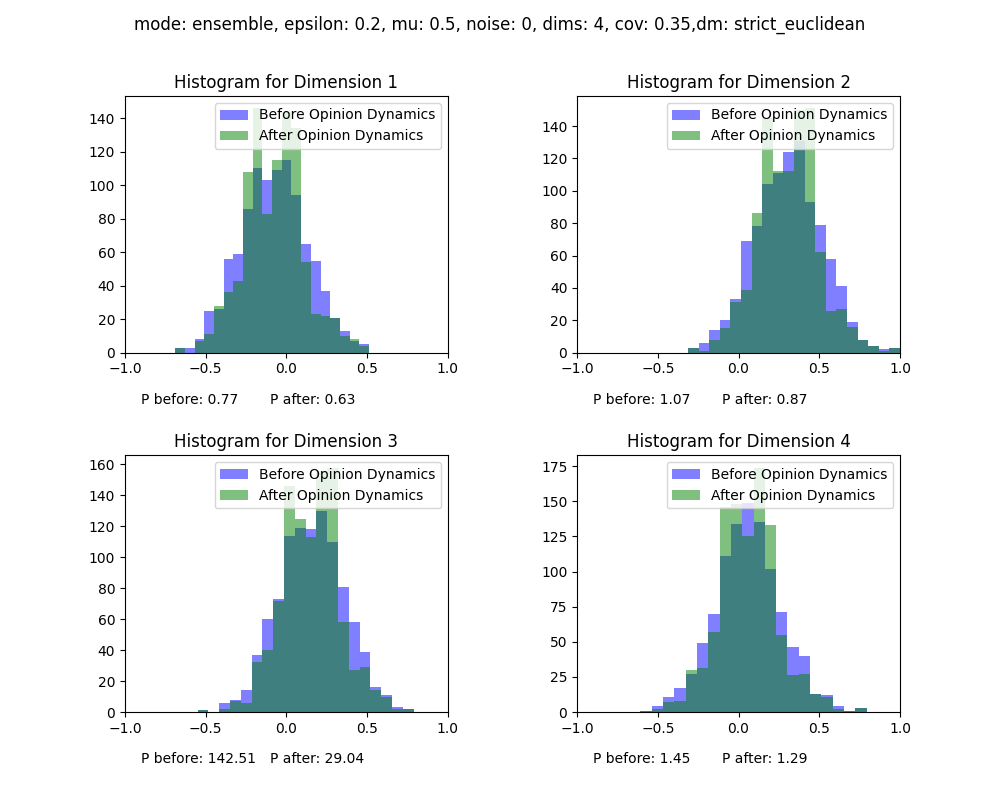 mode: ensemble, epsilon: 0.2, mu: 0.5, noise: 0, dims: 4, cov: 0.35,dm: strict_euclidean
Histogram for Dimension 1
Before Opinion Dynamics
After Opinion Dynamics
140
120
100
80
60
40
20
0
−1.0 −0.5 0.0 0.5 1.0
P before: 0.77 P after: 0.63
Histogram for Dimension 2
Before Opinion Dynamics
After Opinion Dynamics
140
120
100
80
60
40
20
0
−1.0 −0.5 0.0 0.5 1.0
P before: 1.07 P after: 0.87
Histogram for Dimension 3
Before Opinion Dynamics
After Opinion Dynamics
160
140
120
100
80
60
40
20
0
−1.0 −0.5 0.0 0.5 1.0
P before: 142.51 P after: 29.04
Histogram for Dimension 4
Before Opinion Dynamics
After Opinion Dynamics
175
150
125
100
75
50
25
0
−1.0 −0.5 0.0 0.5 1.0
P before: 1.45 P after: 1.29